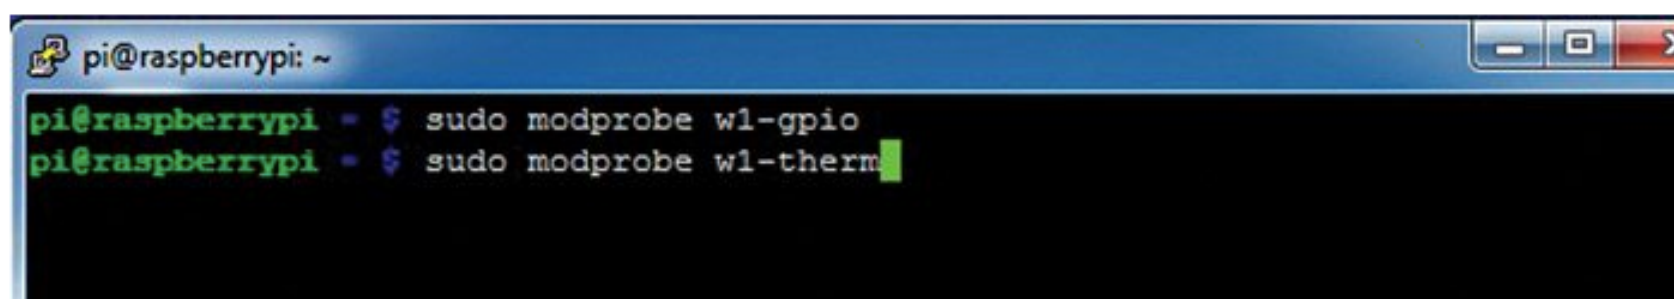 pi@raspberrypi: ~
pi@raspberrypi ~ $ sudo modprobe w1-gpio
pi@raspberrypi ~ $ sudo modprobe w1-therm